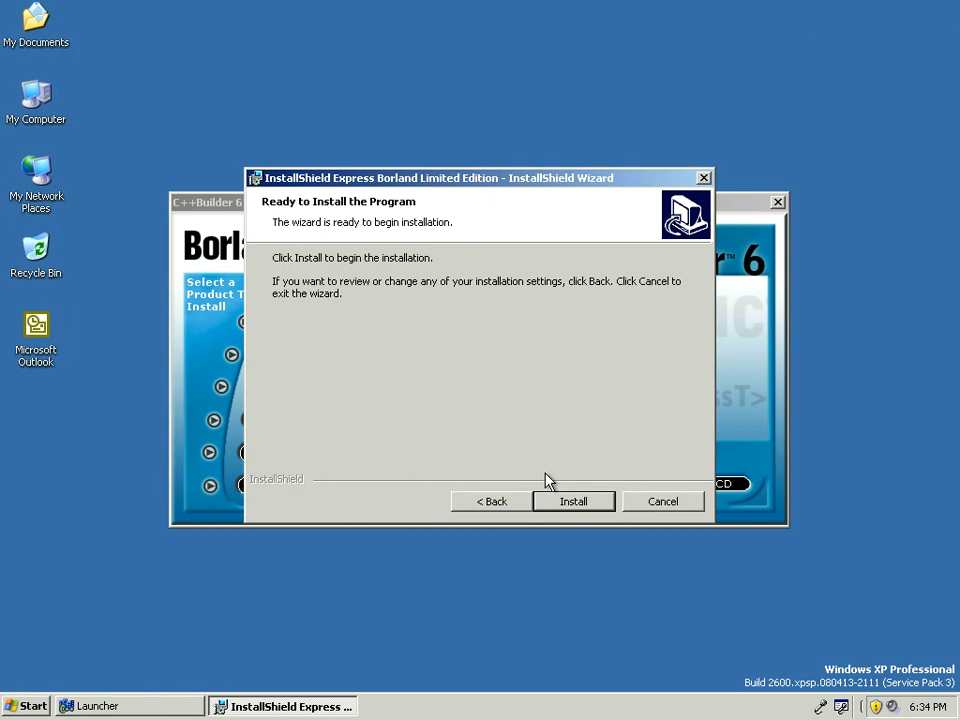 My Documents
My Computer
My Network
Places
Recycle Bin
Microsoft
Outlook
C++Builder 6
Borl
™ 6
Select a
Product T
Install
CD
InstallShield Express Borland Limited Edition - InstallShield Wizard
Ready to Install the Program
The wizard is ready to begin installation.
Click Install to begin the installation.
If you want to review or change any of your installation settings, click Back. Click Cancel to
exit the wizard.
InstallShield
< Back
Install
Cancel
Windows XP Professional
Build 2600.xpsp.080413-2111 (Service Pack 3)
Start
Launcher
InstallShield Express ...
6:34 PM